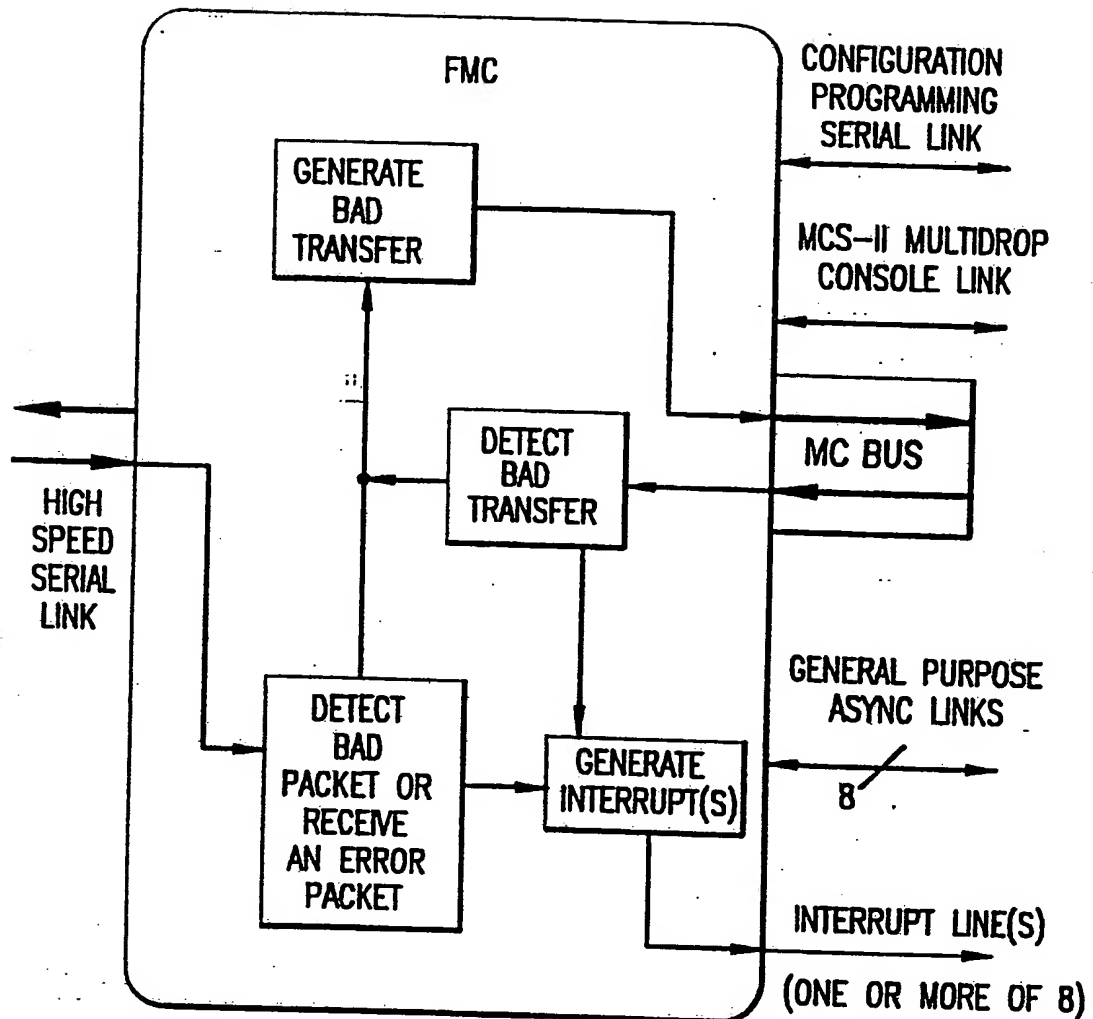 FMC
CONFIGURATION
PROGRAMMING
SERIAL LINK
GENERATE
BAD
TRANSFER
MCS-II MULTIDROP
CONSOLE LINK
DETECT
BAD
TRANSFER
MC BUS
HIGH
SPEED
SERIAL
LINK
DETECT
BAD
PACKET OR
RECEIVE
AN ERROR
PACKET
GENERATE
INTERRUPT(S)
GENERAL PURPOSE
ASYNC LINKS
8
INTERRUPT LINE(S)
(ONE OR MORE OF 8)